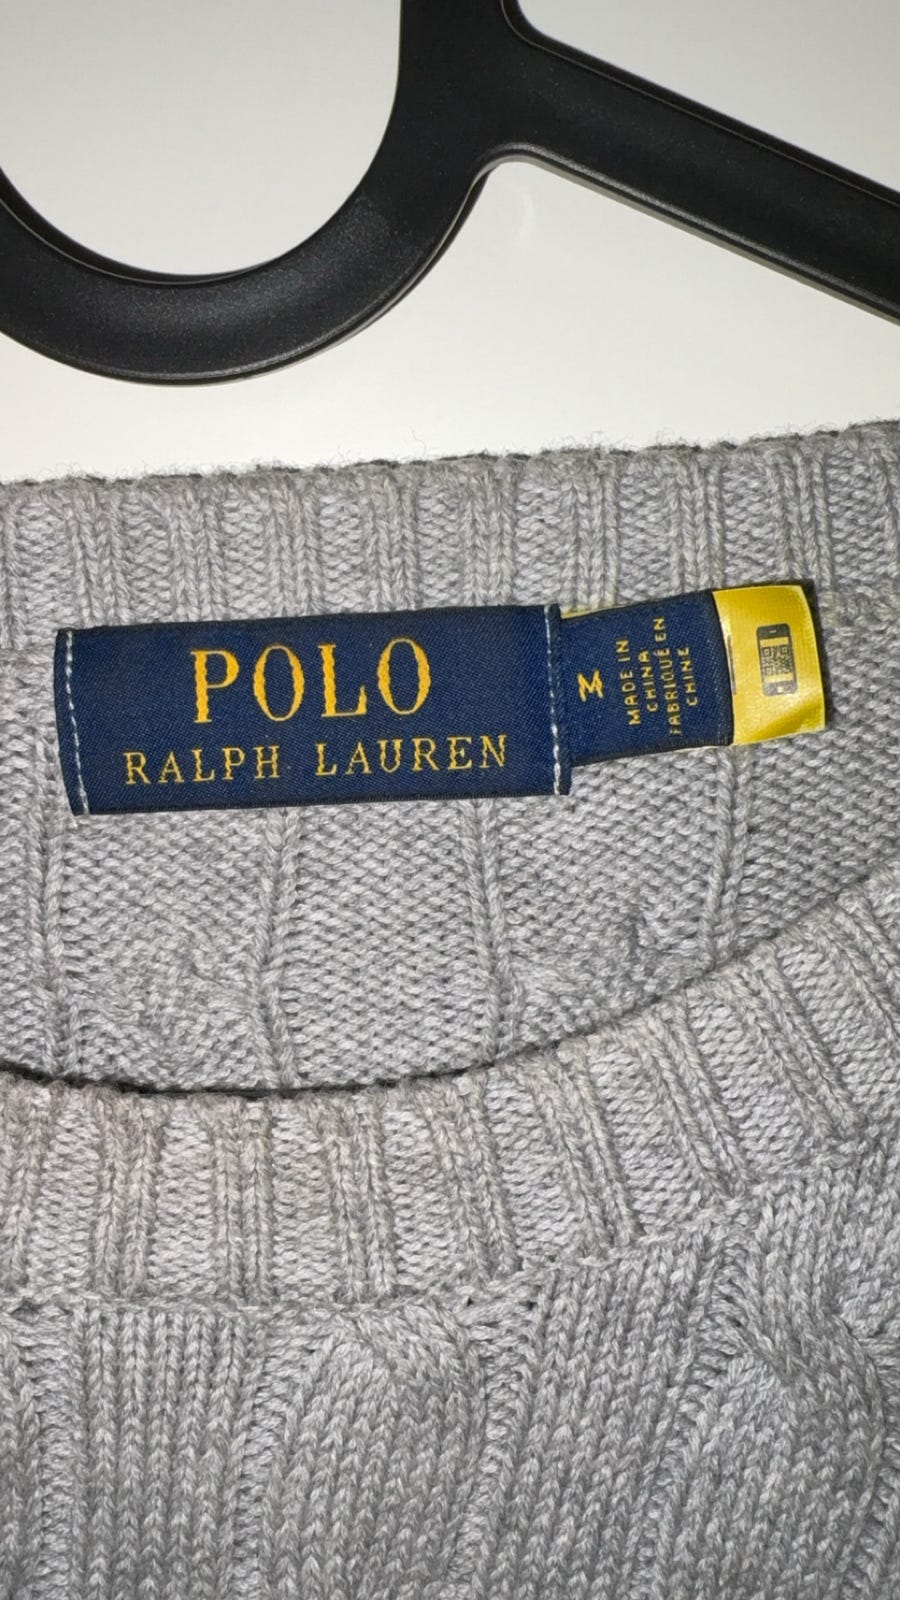 POLO
RALPH LAUREN
M
MADE IN
CHINA
FABRIQUÉ EN
CHINE